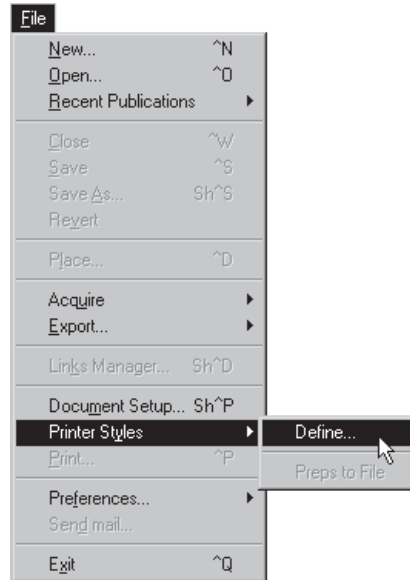 File
New... ^N
Open... ^O
Recent Publications
Close ^W
Save ^S
Save As... Sh^S
Revert
Place... ^D
Acquire
Export...
Links Manager... Sh^D
Document Setup... Sh^P
Printer Styles Define...
Print... ^P
Preps to File
Preferences...
Send mail...
Exit ^Q